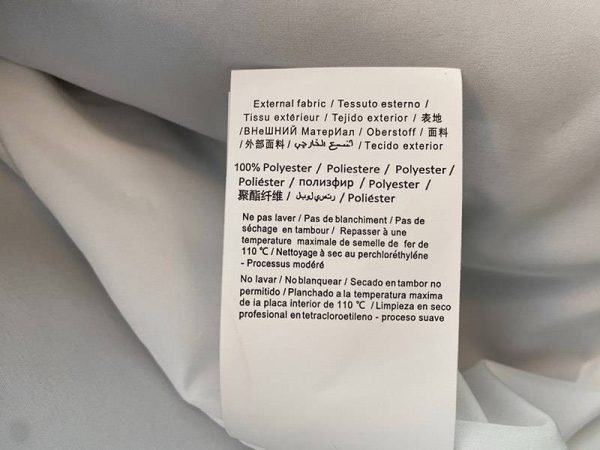 External fabric / Tessuto esterno /
Tissu extérieur / Tejido exterior / 表地
/ВНеШНИЙ МатерИал / Oberstoff / 面料
/ 外部面料 / النسيج الخارجي / Tecido exterior
100% Polyester / Poliestere / Polyester /
Poliéster / полиэфир / Polyester /
聚酯纤维 / / Poliéster
Ne pas laver / Pas de blanchiment / Pas de
séchage en tambour / Repasser à une
temperature maximale de semelle de fer de
110 ℃ / Nettoyage à sec au perchloréthyléne
- Processus modéré
No lavar / No blanquear / Secado en tambor no
permitido / Planchado a la temperatura maxima
de ia placa interior de 110 ℃ / Limpieza en seco
profesional en tetracloroetileno - proceso suave